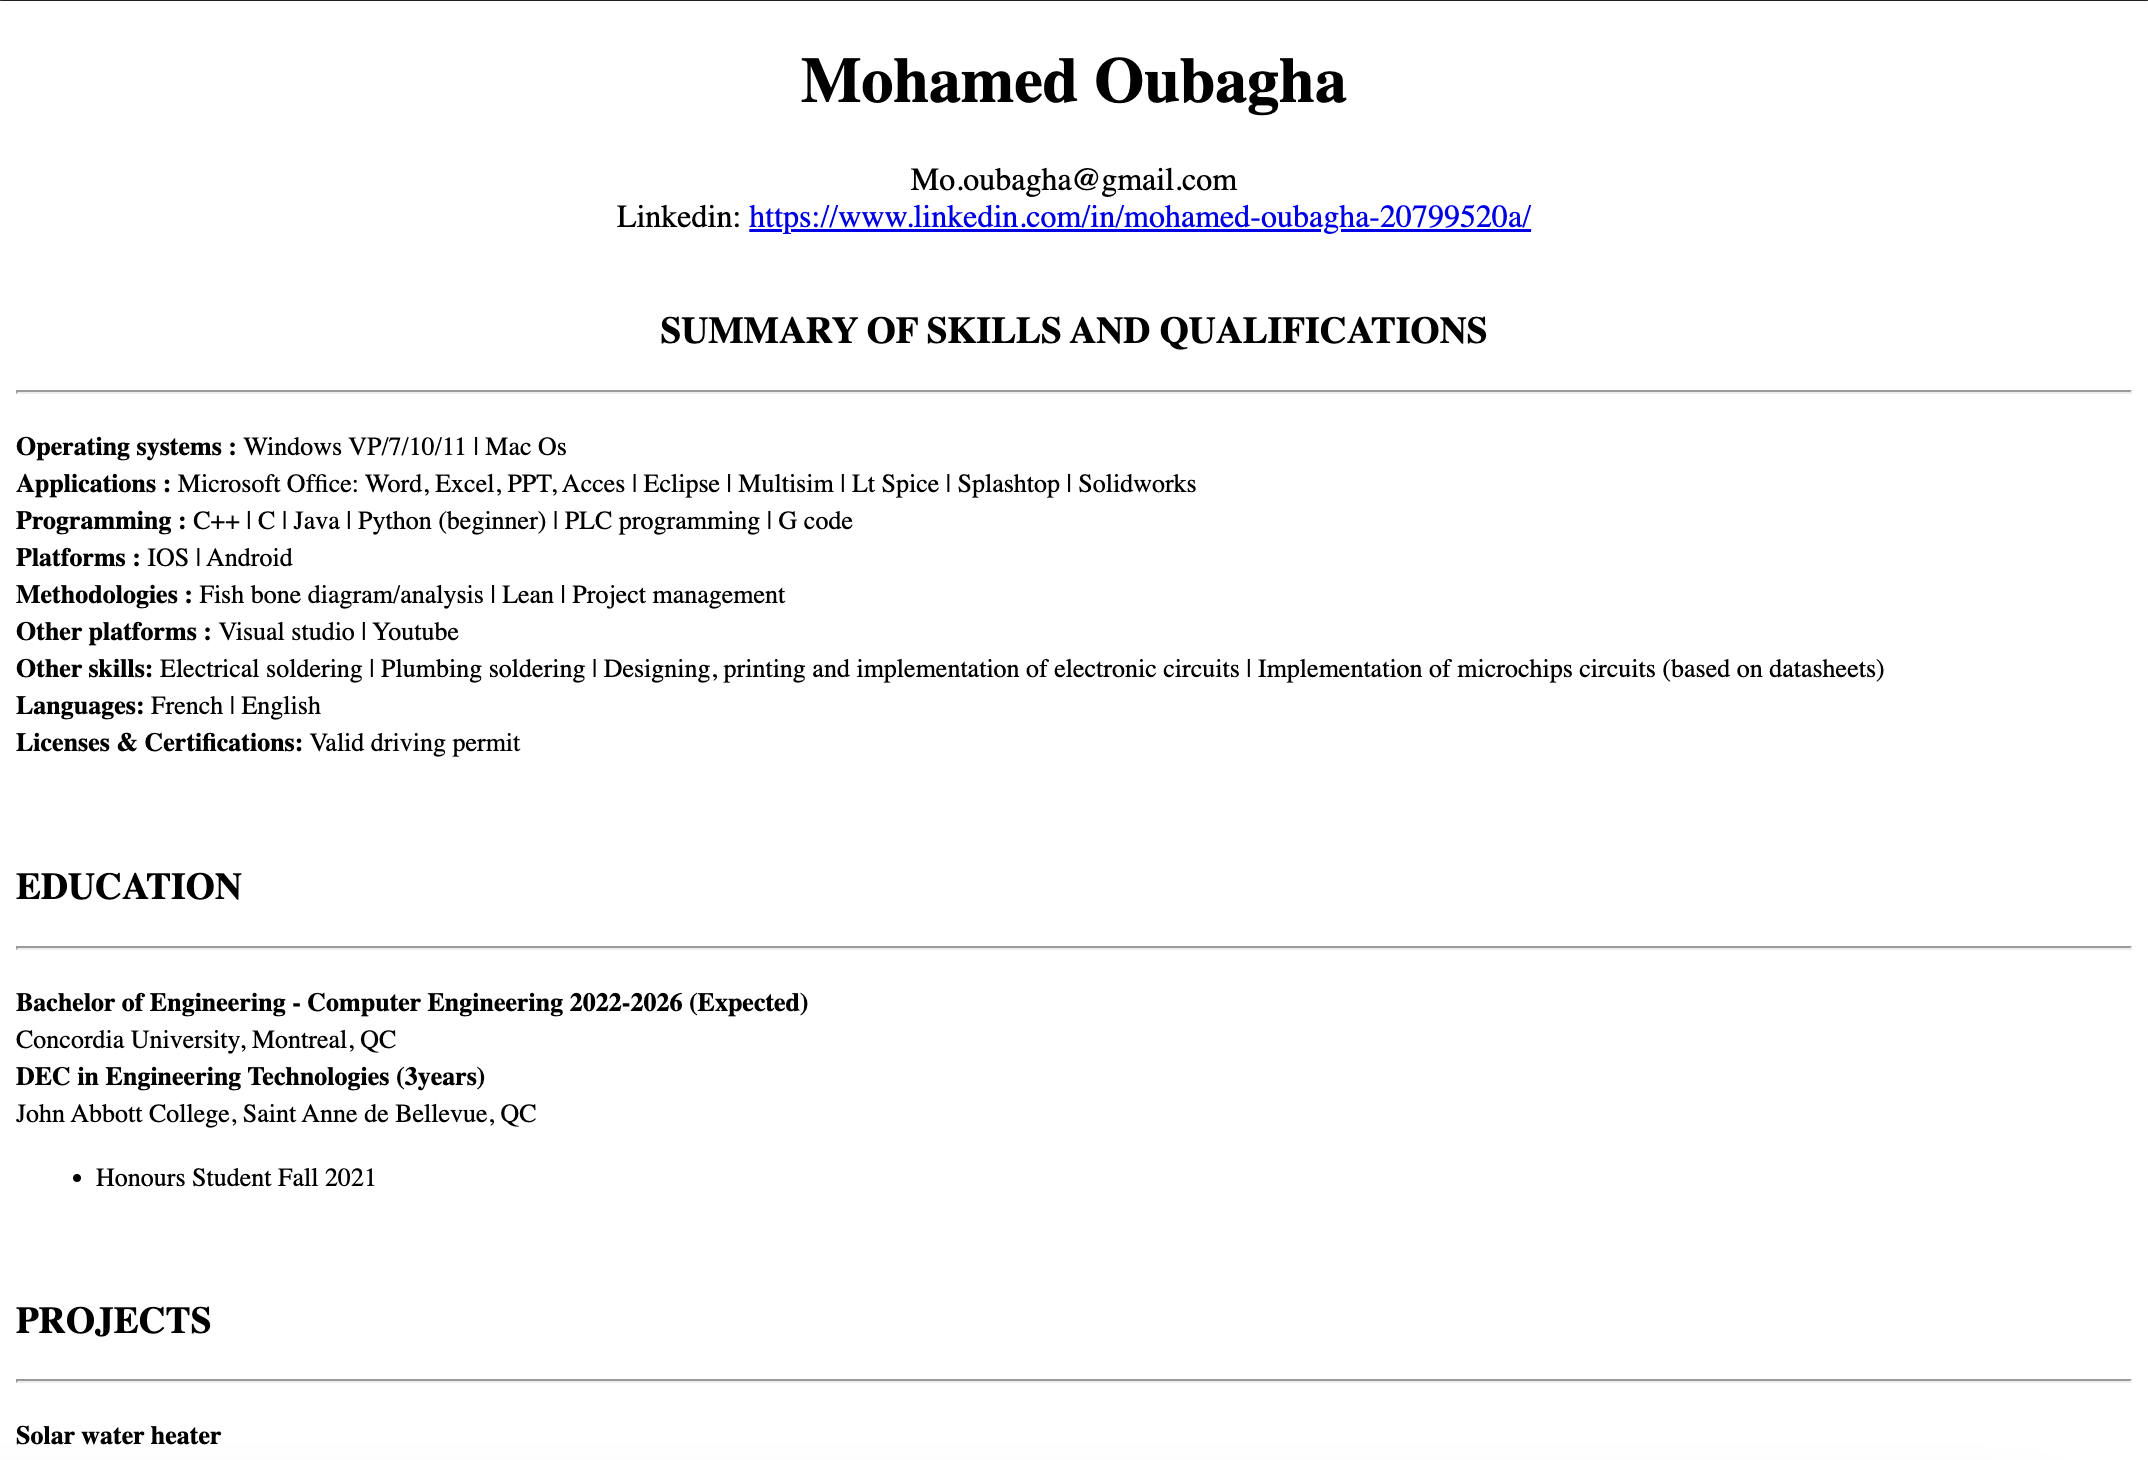 Mohamed Oubagha
Mo.oubagha@gmail.com
Linkedin: https://www.linkedin.com/in/mohamed-oubagha-20799520a/
SUMMARY OF SKILLS AND QUALIFICATIONS
Operating systems : Windows VP/7/10/11 | Mac Os
Applications : Microsoft Office: Word, Excel, PPT, Acces | Eclipse | Multisim | Lt Spice | Splashtop | Solidworks
Programming : C++ | C | Java | Python (beginner) | PLC programming | G code
Platforms : IOS | Android
Methodologies : Fish bone diagram/analysis | Lean | Project management
Other platforms : Visual studio | Youtube
Other skills: Electrical soldering | Plumbing soldering | Designing, printing and implementation of electronic circuits | Implementation of microchips circuits (based on datasheets)
Languages: French | English
Licenses & Certifications: Valid driving permit
EDUCATION
Bachelor of Engineering - Computer Engineering 2022-2026 (Expected)
Concordia University, Montreal, QC
DEC in Engineering Technologies (3years)
John Abbott College, Saint Anne de Bellevue, QC
• Honours Student Fall 2021
PROJECTS
Solar water heater